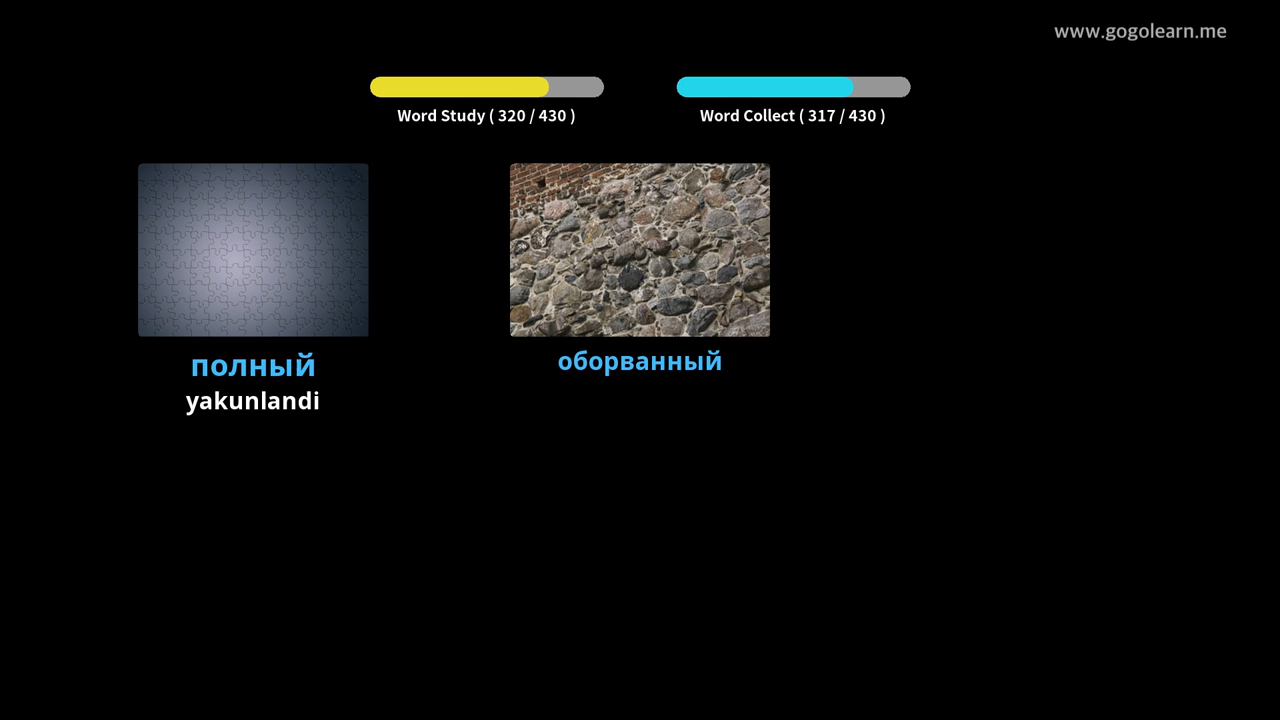 www.gogolearn.me
Word Study ( 320 / 430 )
Word Collect ( 317 / 430 )
полный
yakunlandi
оборванный